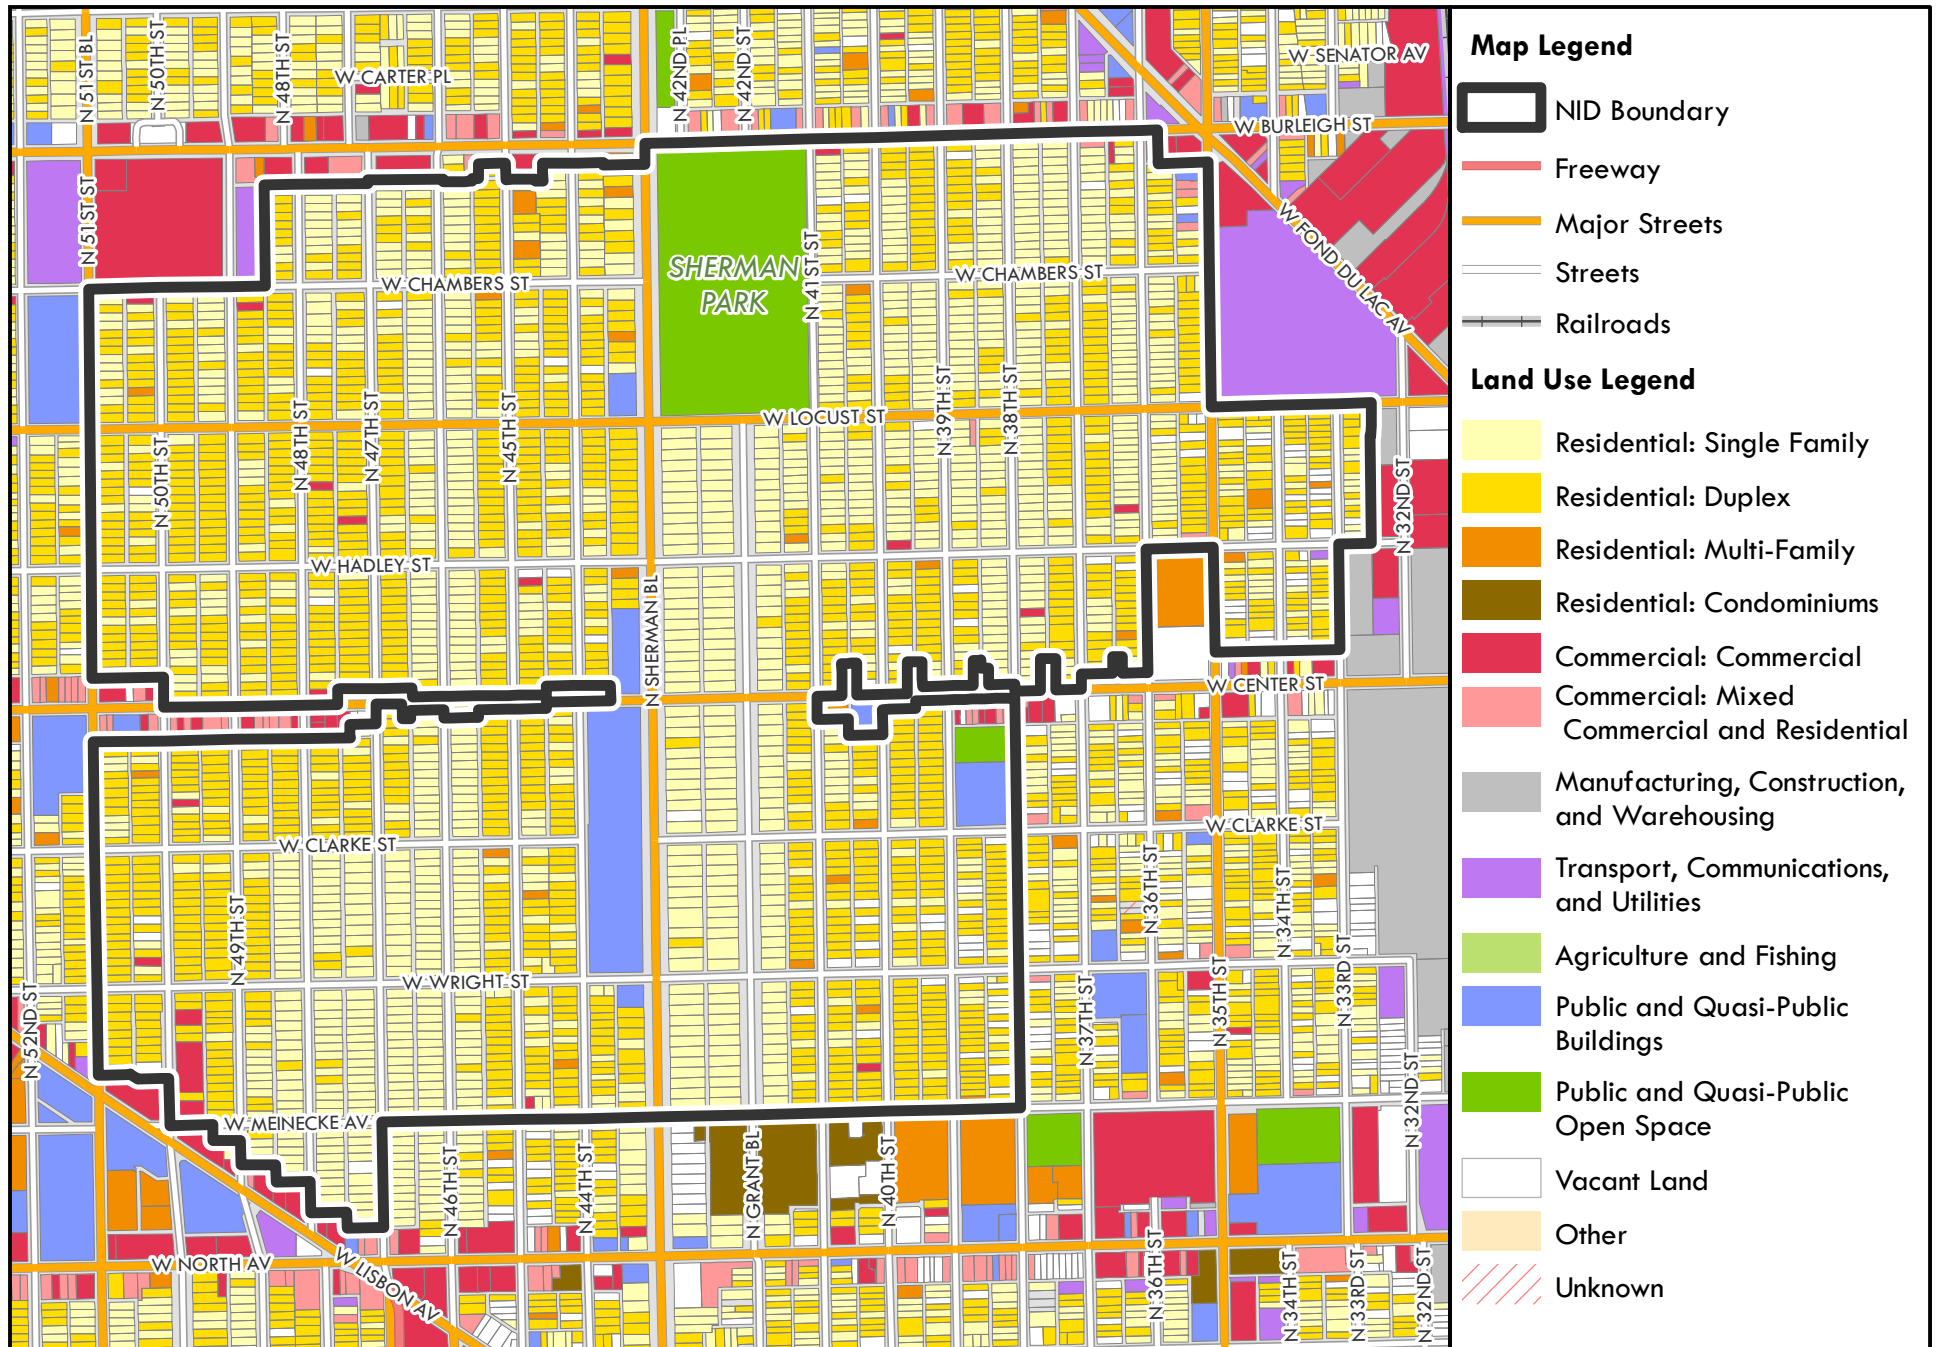 N 51ST BL
N 50TH ST
N 48TH ST
W CARTER PL
N 42ND PL
N 42ND ST
W SENATOR AV
W BURLEIGH ST
N 51ST ST
W CHAMBERS ST
SHERMAN
PARK
N 41ST ST
W CHAMBERS ST
W FOND DU LAC AV
N 50TH ST
N 48TH ST
N 47TH ST
N 45TH ST
W LOCUST ST
N 39TH ST
N 38TH ST
N 32ND ST
W HADLEY ST
N SHERMAN BL
W CENTER ST
W CLARKE ST
W CLARKE ST
N 49TH ST
N 36TH ST
N 34TH ST
W WRIGHT ST
N 52ND ST
N 37TH ST
N 35TH ST
N 33RD ST
N 32ND ST
W MEINECKE AV
N 46TH ST
N 44TH ST
N GRANT BL
N 40TH ST
W NORTH AV
W LISBON AV
N 36TH ST
N 34TH ST
N 33RD ST
N 32ND ST
Map Legend
NID Boundary
Freeway
Major Streets
Streets
Railroads
Land Use Legend
Residential: Single Family
Residential: Duplex
Residential: Multi-Family
Residential: Condominiums
Commercial: Commercial
Commercial: Mixed
Commercial and Residential
Manufacturing, Construction,
and Warehousing
Transport, Communications,
and Utilities
Agriculture and Fishing
Public and Quasi-Public
Buildings
Public and Quasi-Public
Open Space
Vacant Land
Other
Unknown